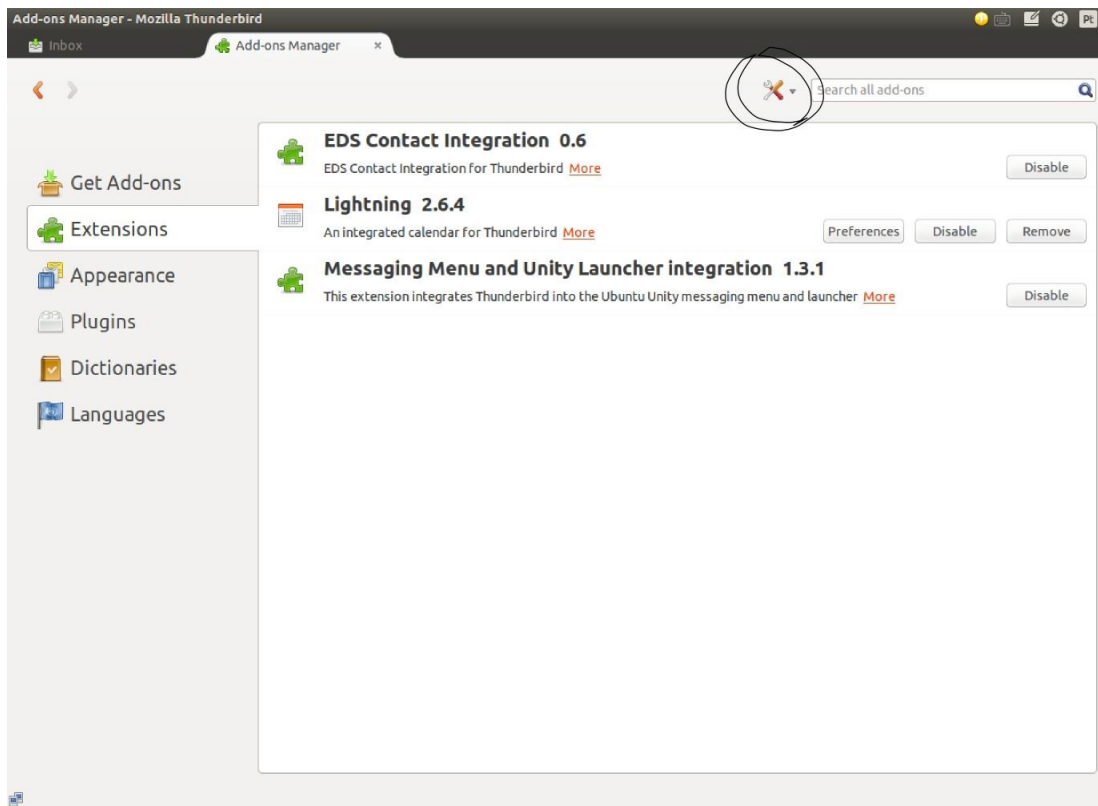 Add-ons Manager - Mozilla Thunderbird
Pt
Inbox
Add-ons Manager
Search all add-ons
Get Add-ons
Extensions
Appearance
Plugins
Dictionaries
Languages
EDS Contact Integration 0.6
EDS Contact Integration for Thunderbird More
Disable
Lightning 2.6.4
An integrated calendar for Thunderbird More
Preferences
Disable
Remove
Messaging Menu and Unity Launcher integration 1.3.1
This extension integrates Thunderbird into the Ubuntu Unity messaging menu and launcher More
Disable